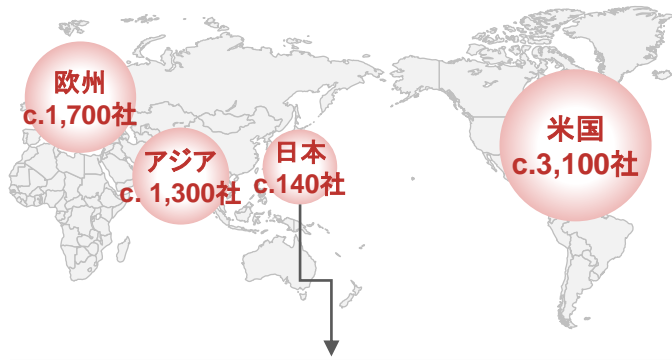 欧州
c.1,700社
アジア
c. 1,300社
日本
c.140社
米国
c.3,100社